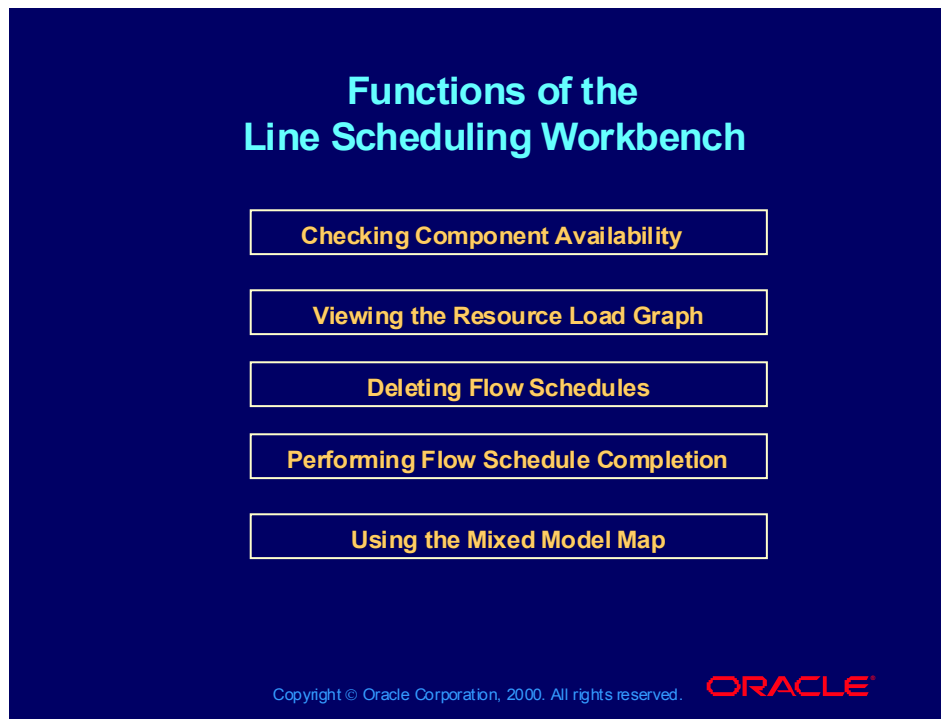 Functions of the
Line Scheduling Workbench
Checking Component Availability
Viewing the Resource Load Graph
Deleting Flow Schedules
Performing Flow Schedule Completion
Using the Mixed Model Map
Copyright © Oracle Corporation, 2000. All rights reserved.
ORACLE®